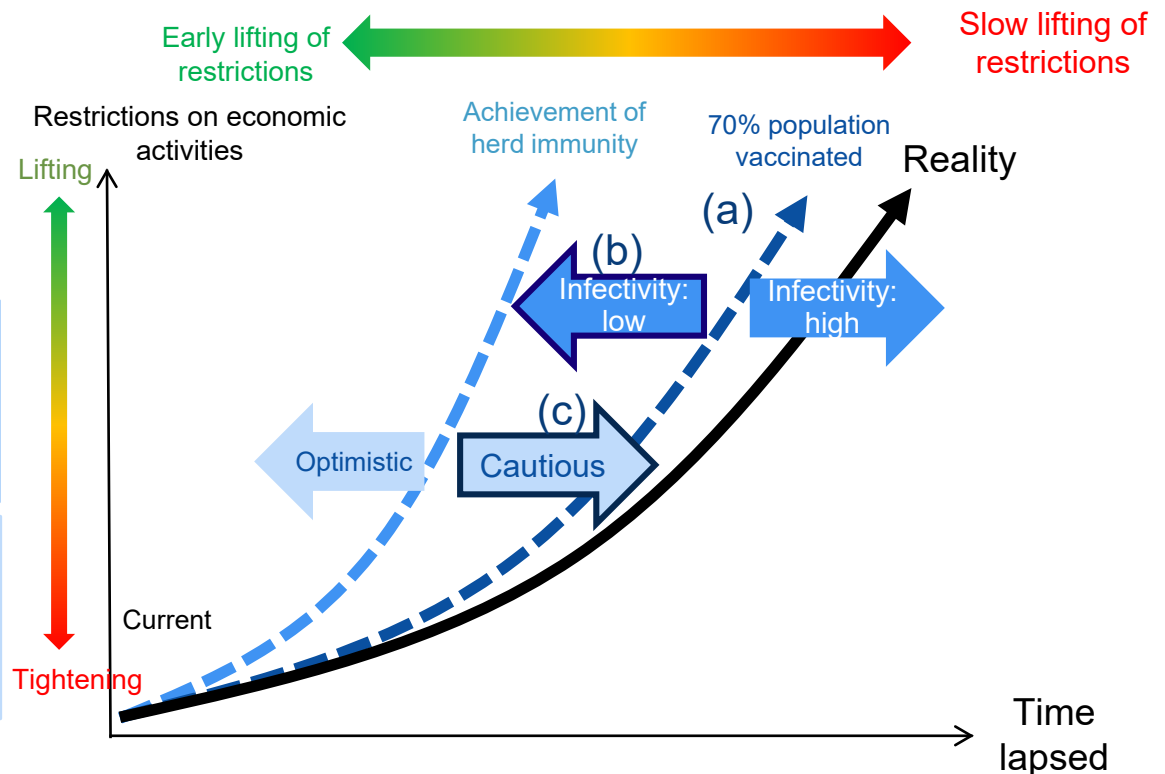 Early lifting of
restrictions
Slow lifting of
restrictions
Restrictions on economic
activities
Achievement of
herd immunity
70% population
vaccinated
Reality
Lifting
(a)
(b)
Infectivity:
low
Infectivity:
high
(c)
Optimistic
Cautious
Current
Tightening
Time
lapsed